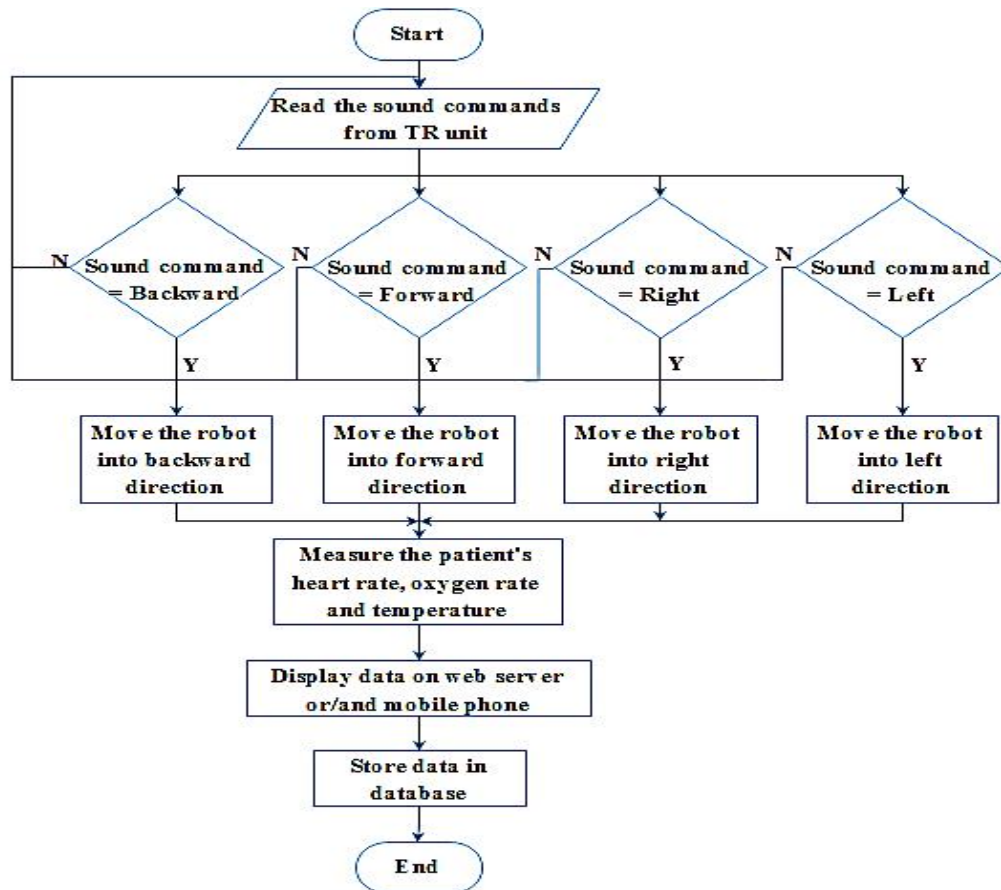 Start
Read the sound commands
from TR unit
N
Sound command
= Backward
Y
N
Sound command
= Forward
Y
N
Sound command
= Right
Y
N
Sound command
= Left
Y
Move the robot
into backward
direction
Move the robot
into forward
direction
Move the robot
into right
direction
Move the robot
into left
direction
Measure the patient's
heart rate, oxygen rate
and temperature
Display data on web server
or/and mobile phone
Store data in
database
End